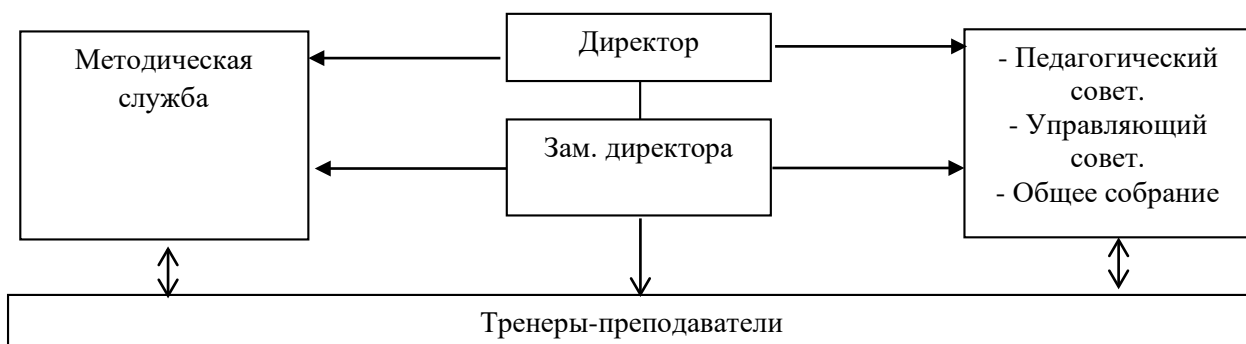 Методическая
служба
Директор
Зам. директора
- Педагогический
совет.
- Управляющий
совет.
- Общее собрание
Тренеры-преподаватели